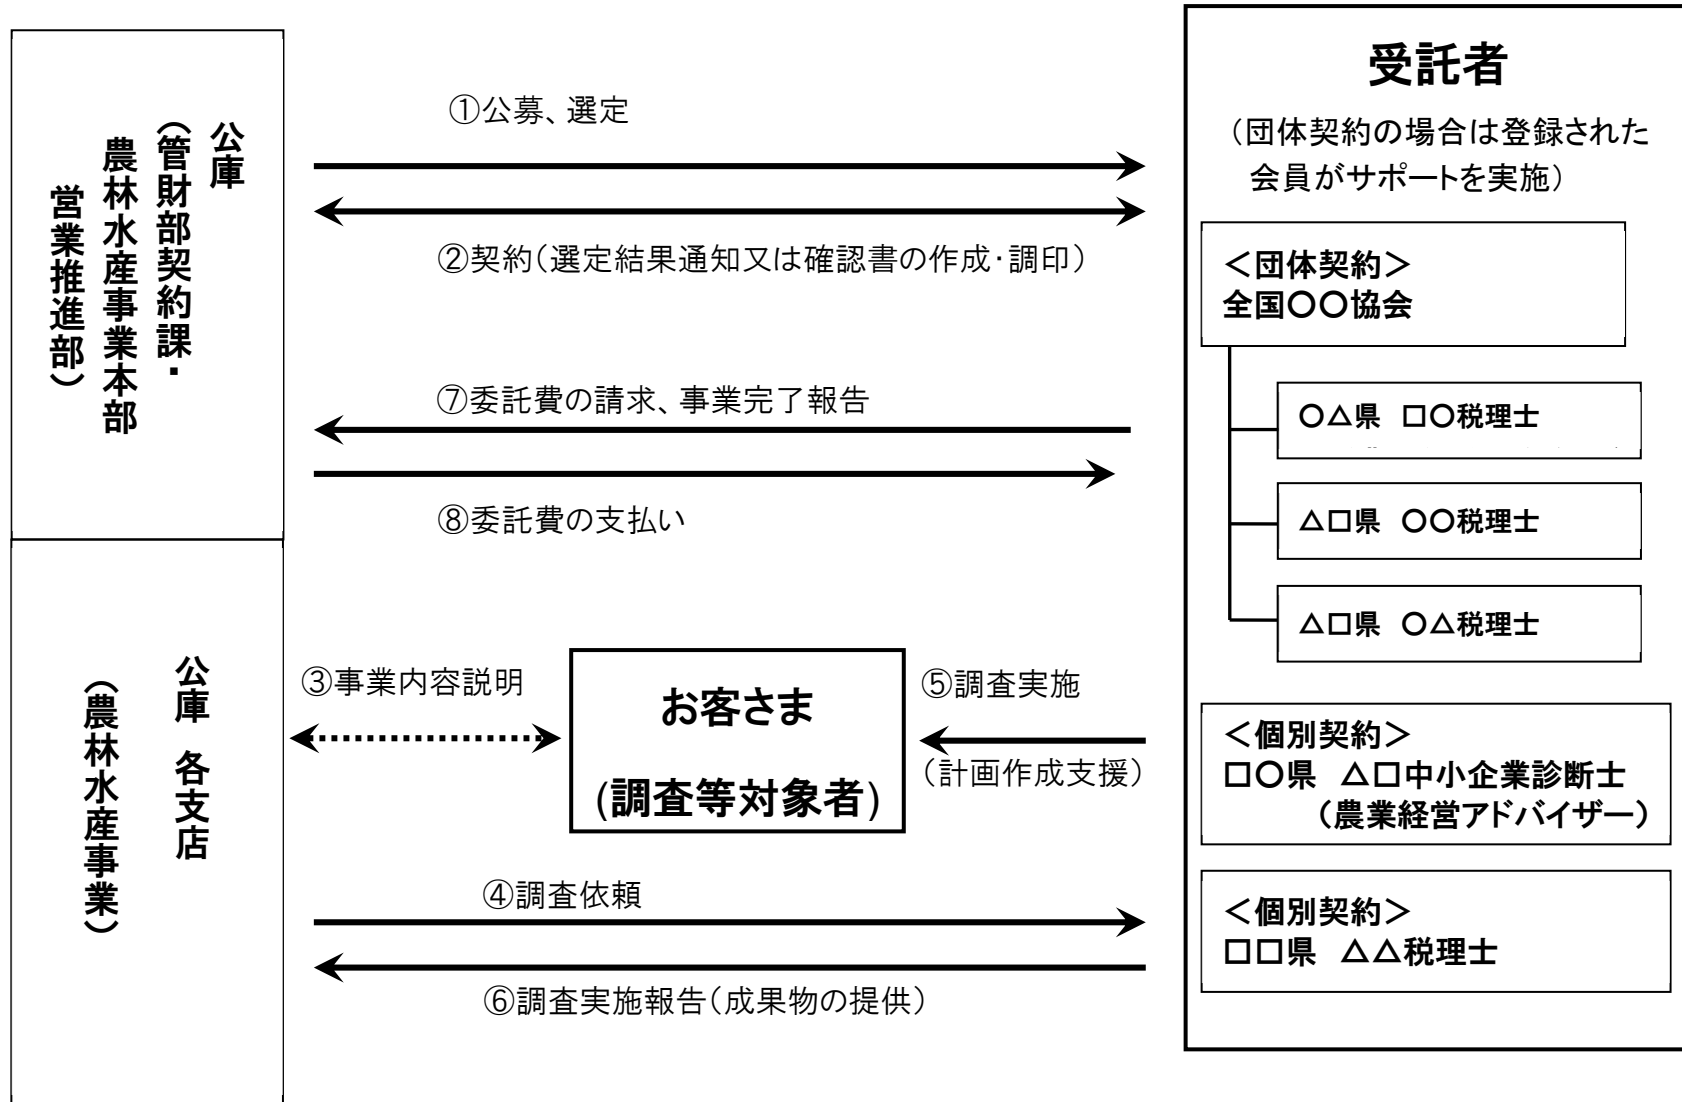 公庫
（管財部契約課・
農林水産事業本部
営業推進部）
①公募、選定
②契約（選定結果通知又は確認書の作成・調印）
⑦委託費の請求、事業完了報告
⑧委託費の支払い
公庫 各支店
（農林水産事業）
③事業内容説明
お客さま
(調査等対象者)
⑤調査実施
（計画作成支援）
④調査依頼
⑥調査実施報告（成果物の提供）
受託者
（団体契約の場合は登録された
会員がサポートを実施）
＜団体契約＞
全国〇〇協会
〇△県 □〇税理士
△□県 〇〇税理士
△□県 〇△税理士
＜個別契約＞
□〇県 △□中小企業診断士
（農業経営アドバイザー）
＜個別契約＞
□□県 △△税理士